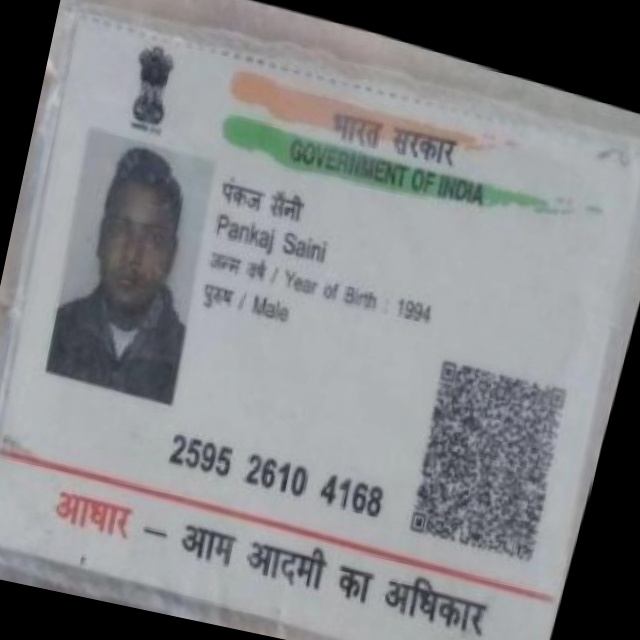 भारत सरकार
GOVERNMENT OF INDIA
पंकज सैनी
Pankaj Saini
जन्म वर्ष / Year of Birth : 1994
पुरुष / Male
2595 2610 4168
आधार – आम आदमी का अधिकार